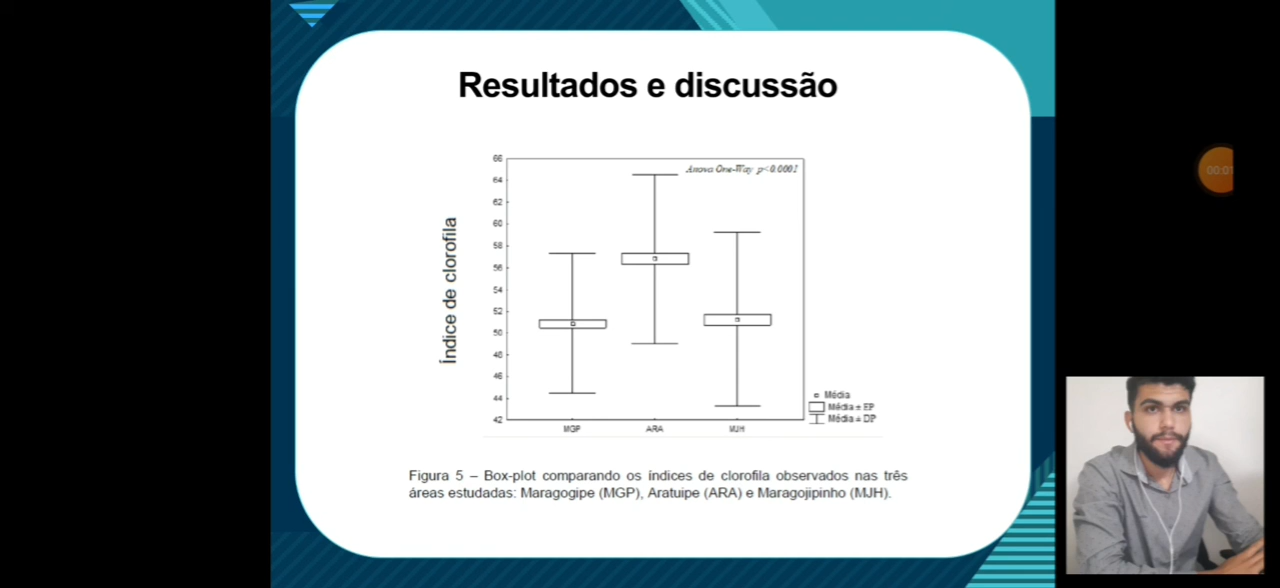 Resultados e discussão
Índice de clorofila
Anova One-Way p<0.0001
66
64
62
60
58
56
54
52
50
48
46
44
42
MGP
ARA
MJH
Média
Média ± EP
Média ± DP
Figura 5 – Box-plot comparando os índices de clorofila observados nas três
áreas estudadas: Maragogipe (MGP), Aratuipe (ARA) e Maragojipinho (MJH).
00:01